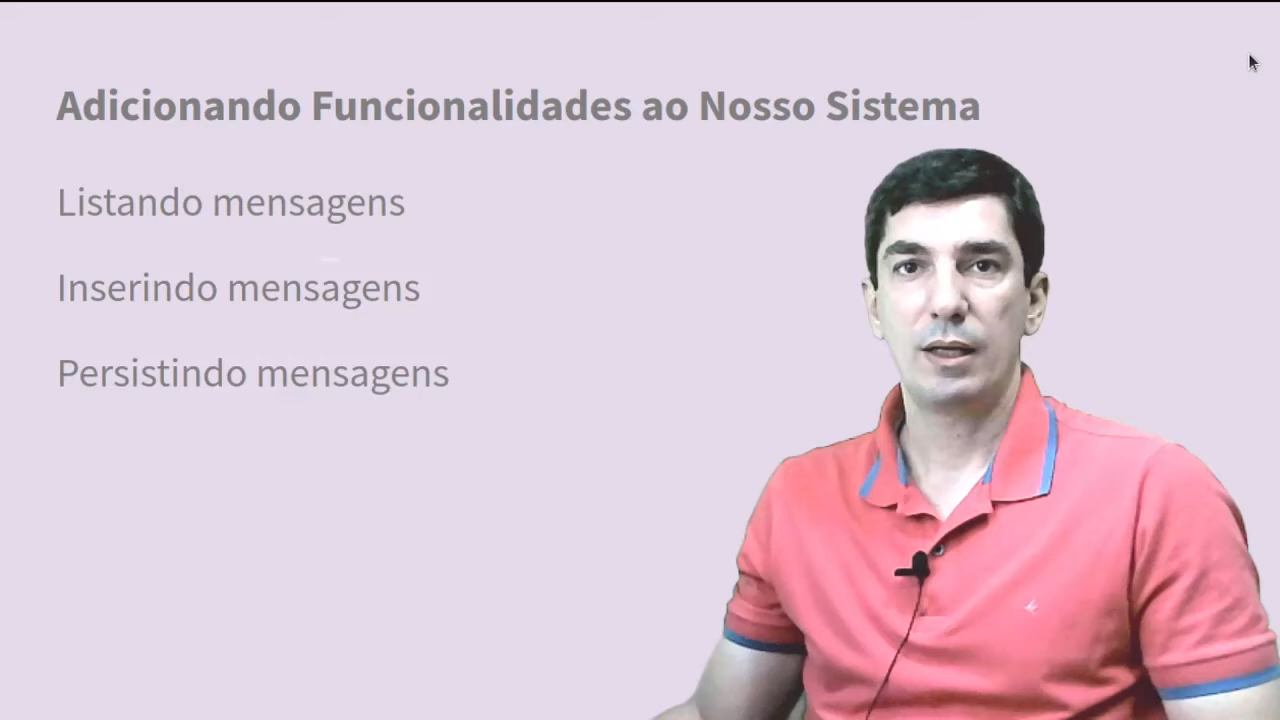 Adicionando Funcionalidades ao Nosso Sistema
Listando mensagens
Inserindo mensagens
Persistindo mensagens